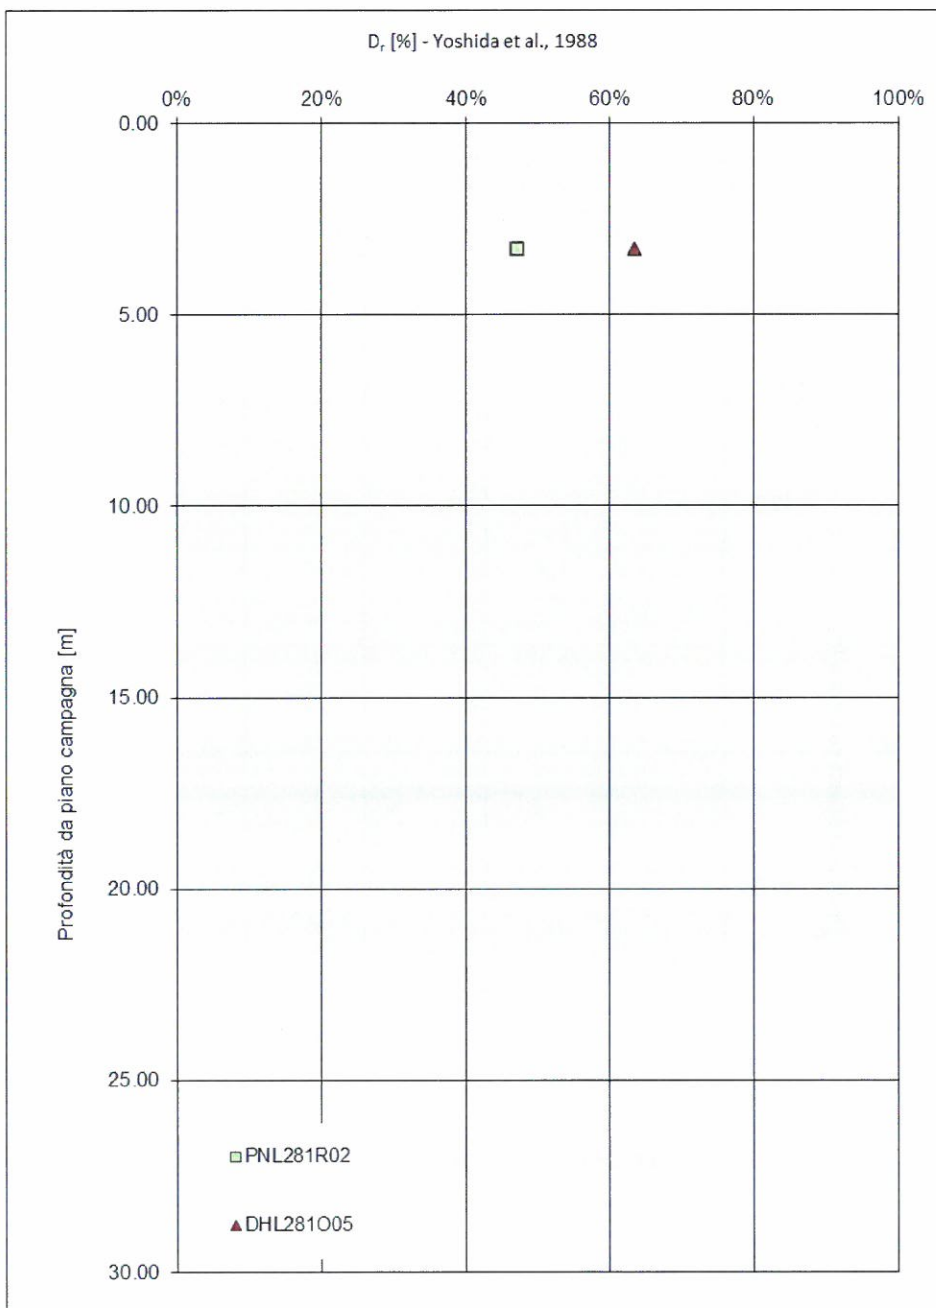 Dr [%] - Yoshida et al., 1988
0% 20% 40% 60% 80% 100%
0.00
5.00
10.00
15.00
20.00
25.00
30.00
Profondità da piano campagna [m]
PNL281R02
DHL281O05